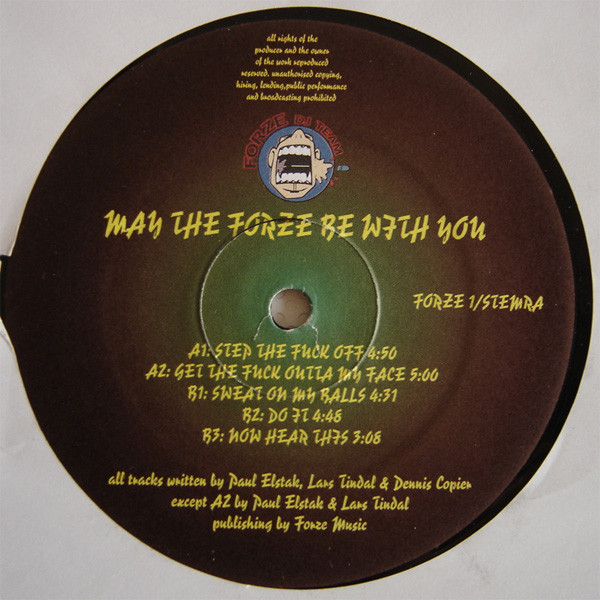 all rights of the
producer and the owner
of the work reproduced
reserved. unauthorised copying,
hiring, lending,public performance
and broadcasting prohibited
FORZE DJ TEAM
MAY THE FORZE BE WITH YOU
FORZE 1/STEMRA
A1: STEP THE FUCK OFF 4:50
A2: GET THE FUCK OUTTA MY FACE 5:00
B1: SWEAT ON MY BALLS 4:31
B2: DO IT 4:48
B3: NOW HEAR THIS 3:08
all tracks written by Paul Elstak, Lars Tindal & Dennis Copier
except A2 by Paul Elstak & Lars Tindal
publishing by Forze Music